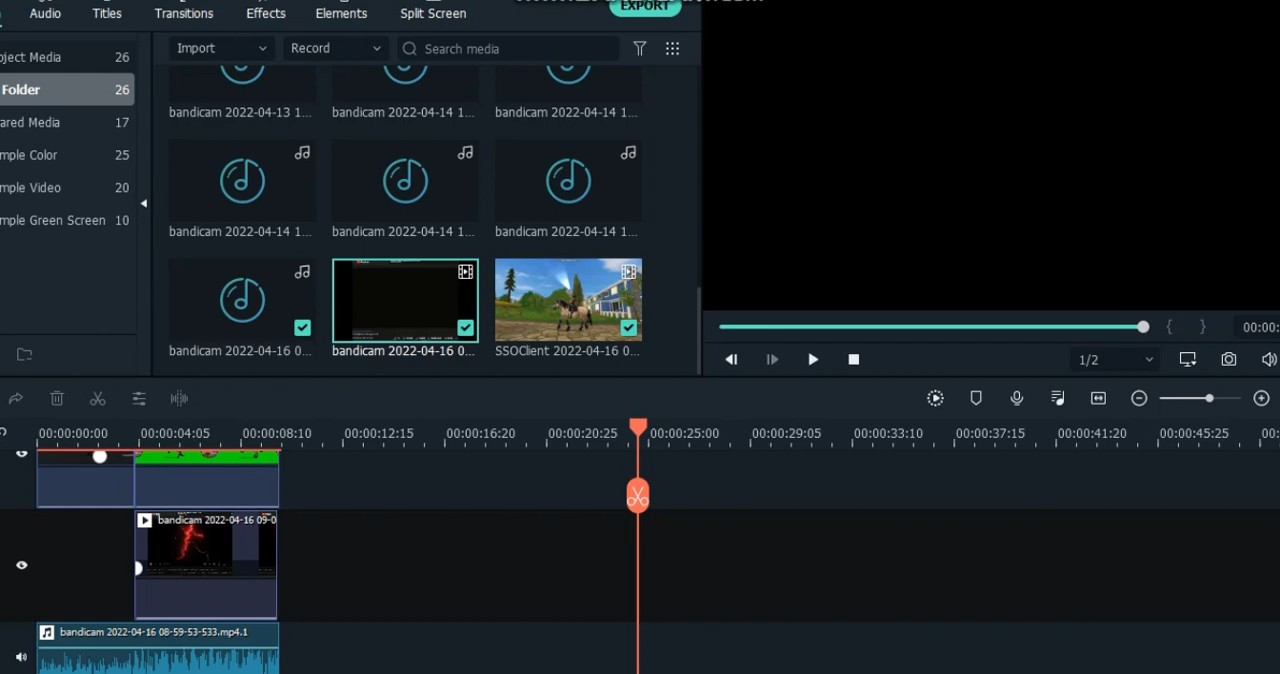 Audio
Titles
Transitions
Effects
Elements
Split Screen
EXPORT
Import
Record
Search media
ject Media 26
Folder 26
ared Media 17
mple Color 25
mple Video 20
mple Green Screen 10
bandicam 2022-04-13 1...
bandicam 2022-04-14 1...
bandicam 2022-04-14 1...
bandicam 2022-04-14 1...
bandicam 2022-04-14 1...
bandicam 2022-04-14 1...
bandicam 2022-04-16 0...
bandicam 2022-04-16 0...
SSOClient 2022-04-16 0...
{ }
00:00:
1/2
00:00:00:00
00:00:04:05
00:00:08:10
00:00:12:15
00:00:16:20
00:00:20:25
00:00:25:00
00:00:29:05
00:00:33:10
00:00:37:15
00:00:41:20
00:00:45:25
00:
bandicam 2022-04-16 09-0
bandicam 2022-04-16 08-59-53-533.mp4.1